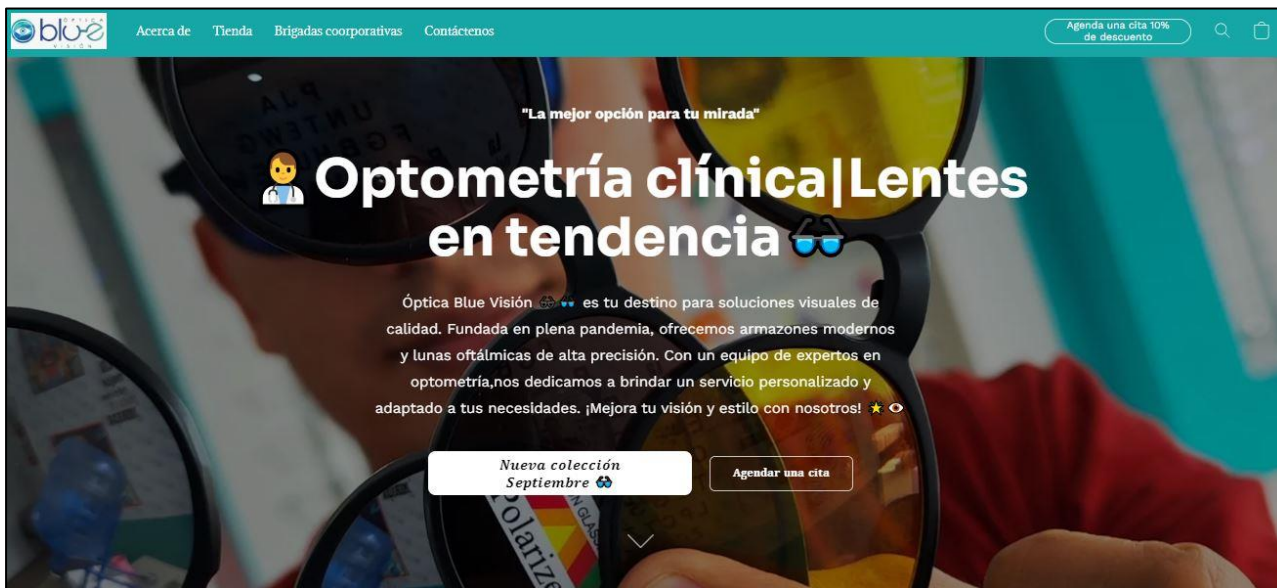 ÓPTICA
blue
VISIÓN
Acerca de
Tienda
Brigadas coorporativas
Contáctenos
Agenda una cita 10%
de descuento
"La mejor opción para tu mirada"
Optometría clínica|Lentes
en tendencia
Óptica Blue Visión es tu destino para soluciones visuales de
calidad. Fundada en plena pandemia, ofrecemos armazones modernos
y lunas oftálmicas de alta precisión. Con un equipo de expertos en
optometría,nos dedicamos a brindar un servicio personalizado y
adaptado a tus necesidades. ¡Mejora tu visión y estilo con nosotros!
Nueva colección
Septiembre
Agendar una cita
Polarize